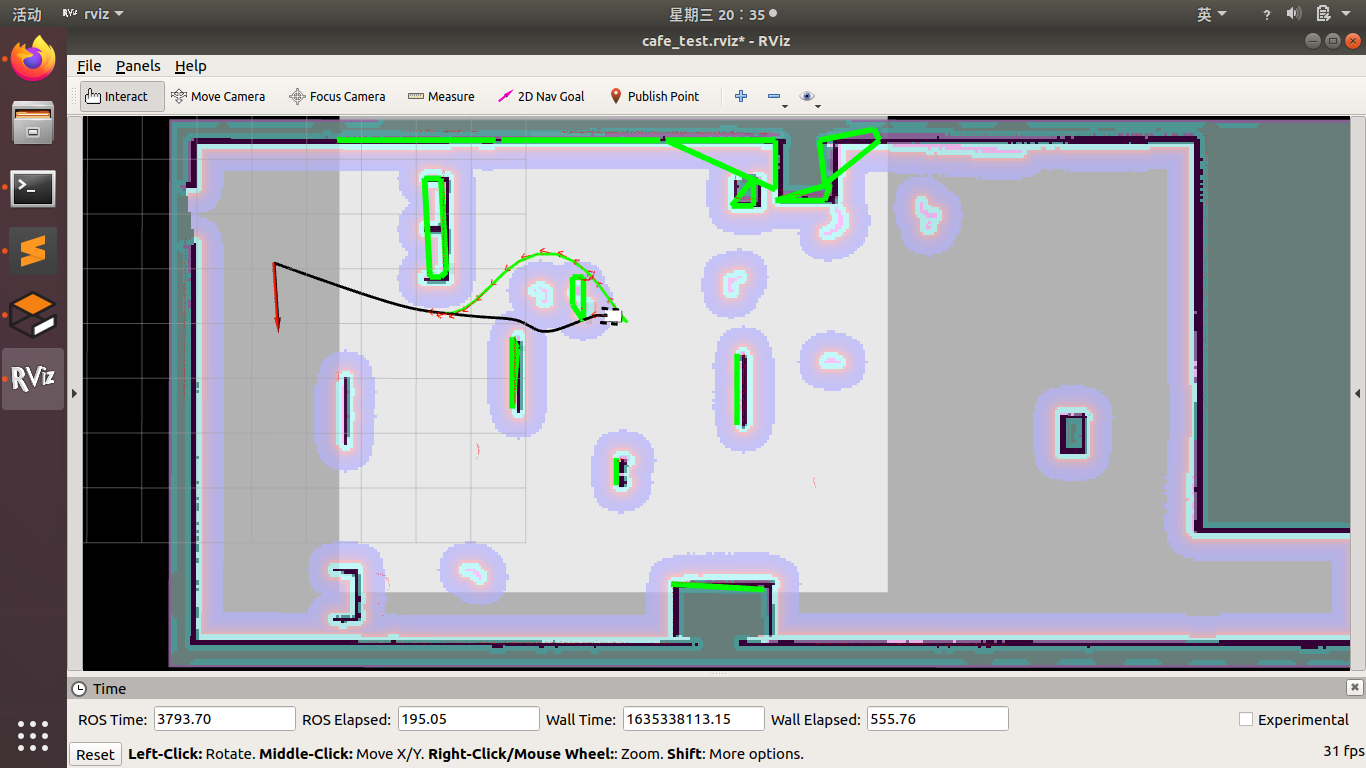 活动 RViz rviz 星期三 20：35 英 ?
cafe_test.rviz* - RViz
File Panels Help
Interact Move Camera Focus Camera Measure 2D Nav Goal Publish Point
RViz
Time
ROS Time: 3793.70 ROS Elapsed: 195.05 Wall Time: 1635338113.15 Wall Elapsed: 555.76 Experimental
Reset Left-Click: Rotate. Middle-Click: Move X/Y. Right-Click/Mouse Wheel:: Zoom. Shift: More options. 31 fps